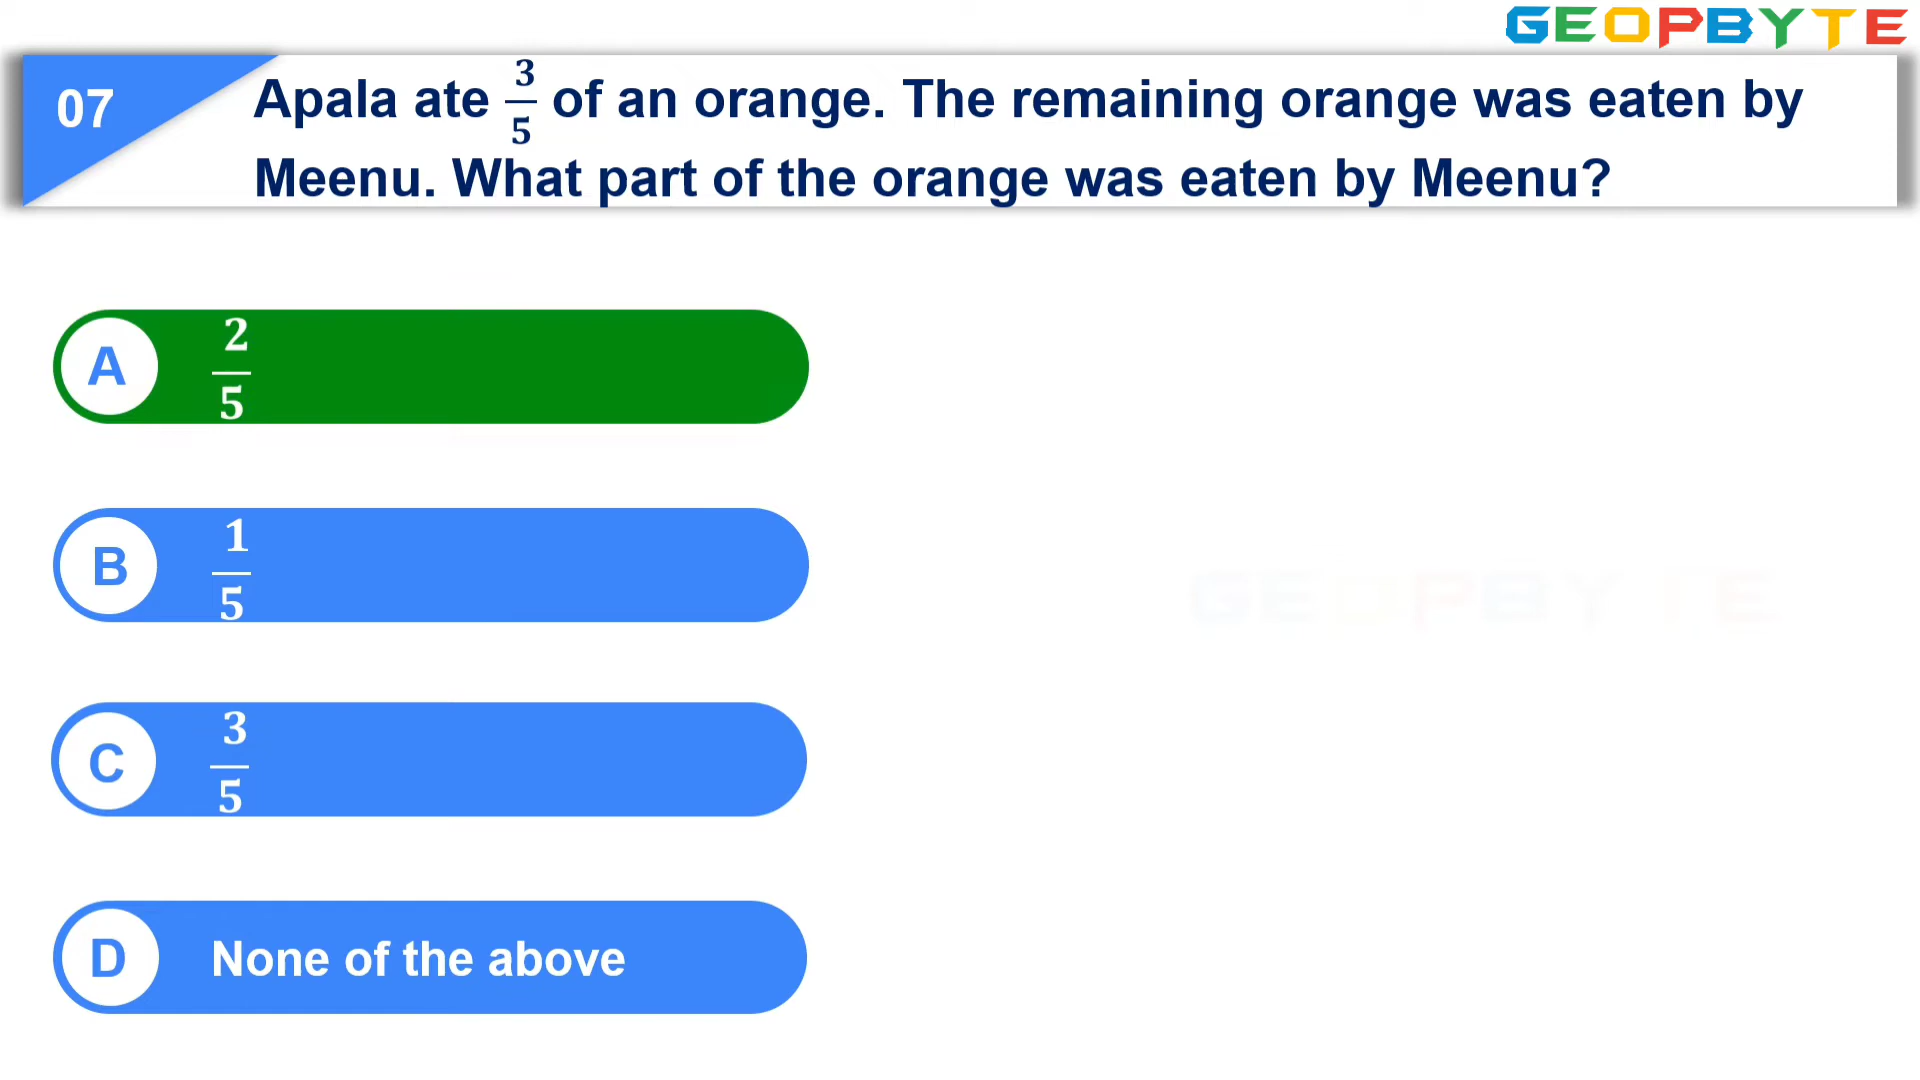 GEOPBYTE
07
Apala ate 3/5 of an orange. The remaining orange was eaten by
Meenu. What part of the orange was eaten by Meenu?
A 2/5
B 1/5
GEOPBYTE
C 3/5
D None of the above